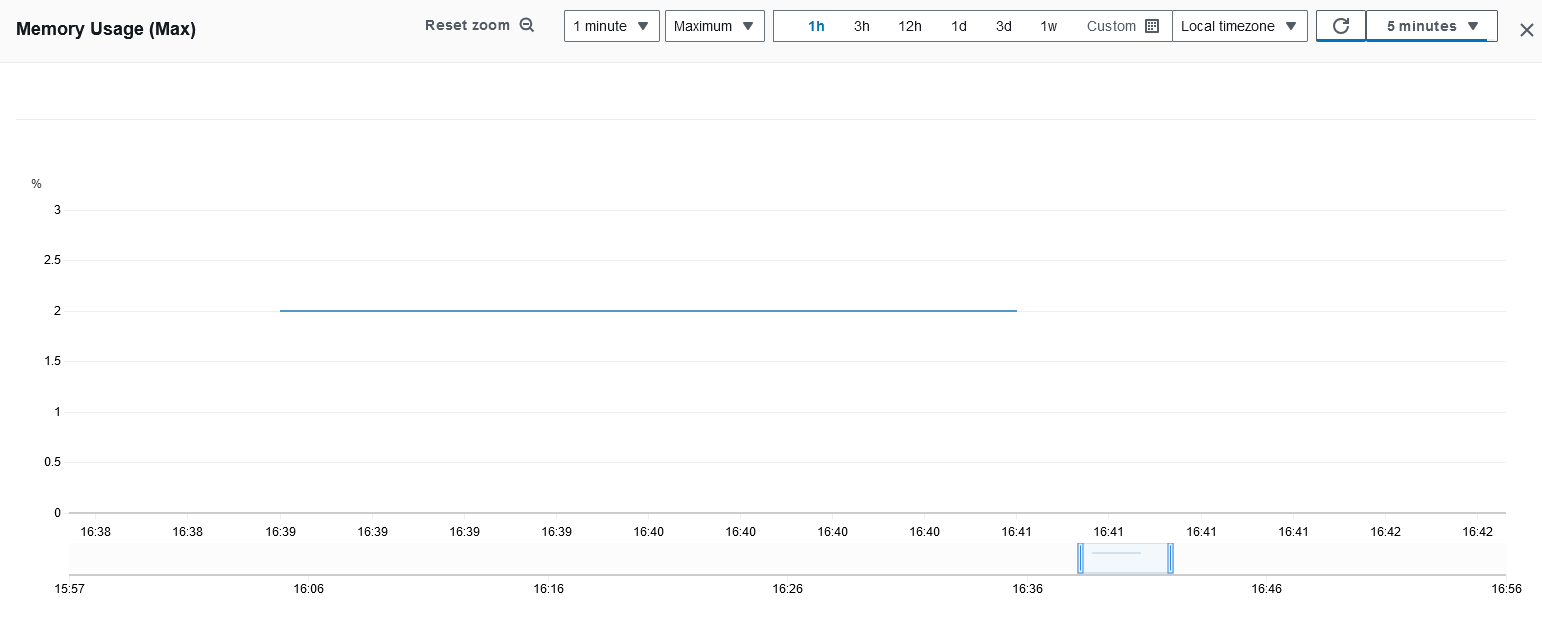 Memory Usage (Max)
Reset zoom
1 minute
Maximum
1h 3h 12h 1d 3d 1w Custom
Local timezone
5 minutes
%
3
2.5
2
1.5
1
0.5
0
16:38 16:38 16:39 16:39 16:39 16:39 16:40 16:40 16:40 16:40 16:41 16:41 16:41 16:41 16:42 16:42
15:57 16:06 16:16 16:26 16:36 16:46 16:56